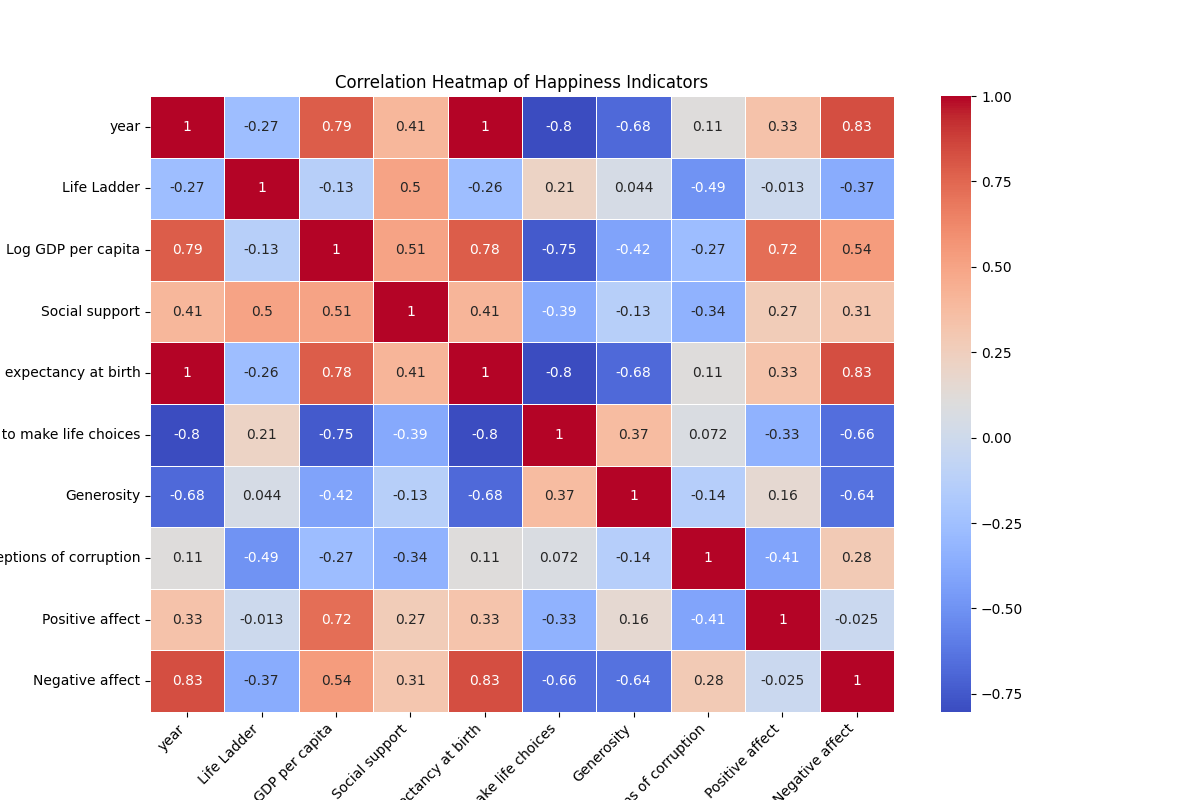 Correlation Heatmap of Happiness Indicators
year 1 -0.27 0.79 0.41 1 -0.8 -0.68 0.11 0.33 0.83
Life Ladder -0.27 1 -0.13 0.5 -0.26 0.21 0.044 -0.49 -0.013 -0.37
Log GDP per capita 0.79 -0.13 1 0.51 0.78 -0.75 -0.42 -0.27 0.72 0.54
Social support 0.41 0.5 0.51 1 0.41 -0.39 -0.13 -0.34 0.27 0.31
expectancy at birth 1 -0.26 0.78 0.41 1 -0.8 -0.68 0.11 0.33 0.83
to make life choices -0.8 0.21 -0.75 -0.39 -0.8 1 0.37 0.072 -0.33 -0.66
Generosity -0.68 0.044 -0.42 -0.13 -0.68 0.37 1 -0.14 0.16 -0.64
eptions of corruption 0.11 -0.49 -0.27 -0.34 0.11 0.072 -0.14 1 -0.41 0.28
Positive affect 0.33 -0.013 0.72 0.27 0.33 -0.33 0.16 -0.41 1 -0.025
Negative affect 0.83 -0.37 0.54 0.31 0.83 -0.66 -0.64 0.28 -0.025 1
year
Life Ladder
GDP per capita
Social support
ectancy at birth
ake life choices
Generosity
ns of corruption
Positive affect
Negative affect
1.00
0.75
0.50
0.25
0.00
−0.25
−0.50
−0.75